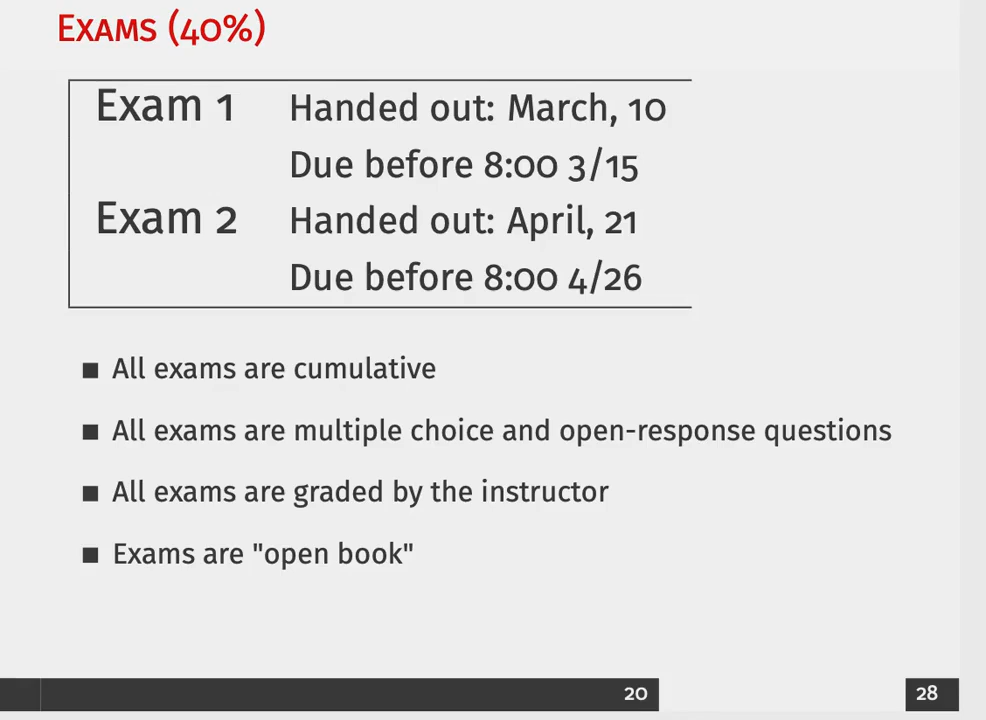 EXAMS (40%)
Exam 1 Handed out: March, 10
Due before 8:00 3/15
Exam 2 Handed out: April, 21
Due before 8:00 4/26
■ All exams are cumulative
■ All exams are multiple choice and open-response questions
■ All exams are graded by the instructor
■ Exams are "open book"
20 28